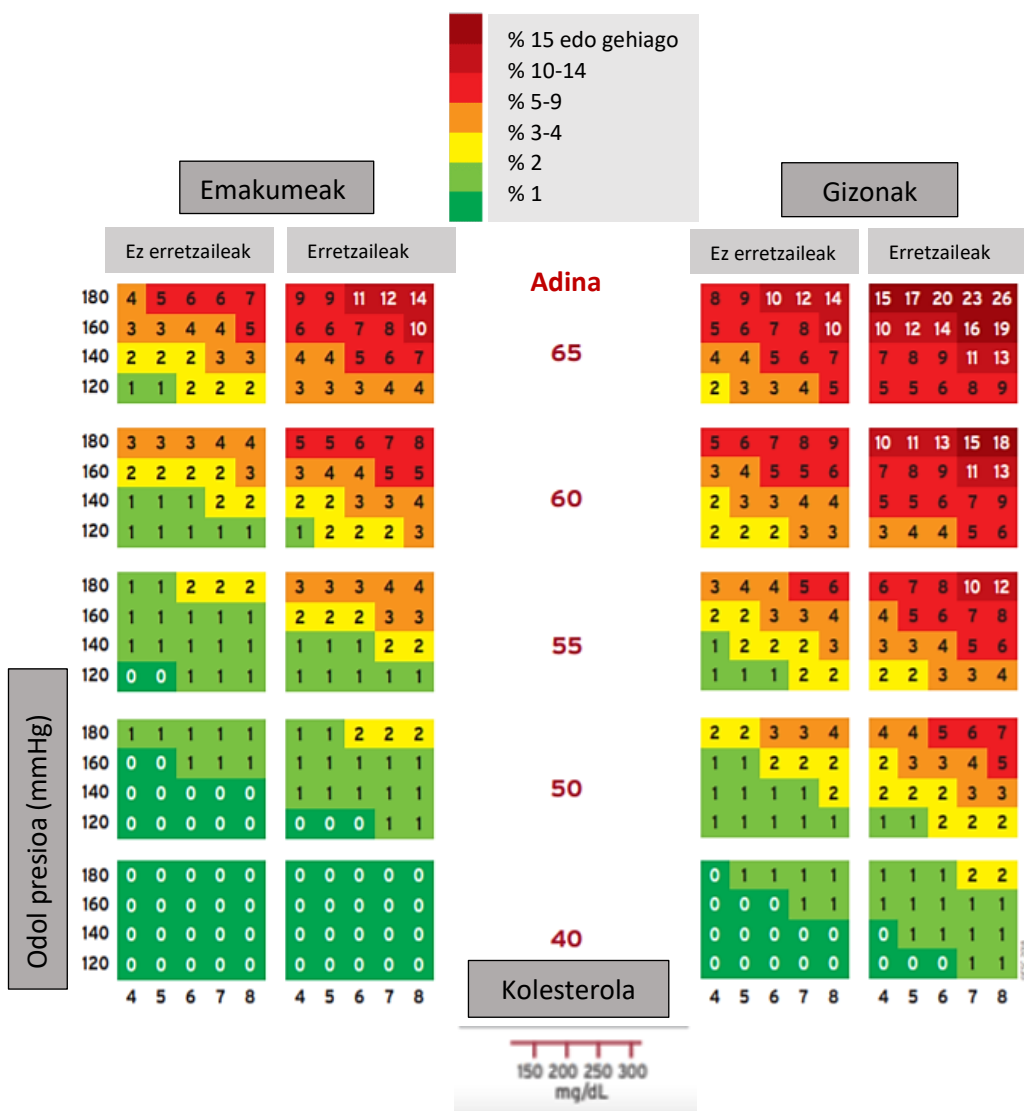 % 15 edo gehiago
% 10-14
% 5-9
% 3-4
% 2
% 1
Emakumeak
Gizonak
Ez erretzaileak Erretzaileak
Adina
Ez erretzaileak Erretzaileak
180 4 5 6 6 7 9 9 11 12 14 8 9 10 12 14 15 17 20 23 26
160 3 3 4 4 5 6 6 7 8 10 5 6 7 8 10 10 12 14 16 19
65
140 2 2 2 3 3 4 4 5 6 7 4 4 5 6 7 7 8 9 11 13
120 1 1 2 2 2 3 3 3 4 4 2 3 3 4 5 5 5 6 8 9
180 3 3 3 4 4 5 5 6 7 8 5 6 7 8 9 10 11 13 15 18
160 2 2 2 2 3 3 4 4 5 5 3 4 5 5 6 7 8 9 11 13
60
140 1 1 1 2 2 2 2 3 3 4 2 3 3 4 4 5 5 6 7 9
120 1 1 1 1 1 1 2 2 2 3 2 2 2 3 3 3 4 4 5 6
180 1 1 2 2 2 3 3 3 4 4 3 4 4 5 6 6 7 8 10 12
160 1 1 1 1 1 2 2 2 3 3 2 2 3 3 4 4 5 6 7 8
55
140 1 1 1 1 1 1 1 1 2 2 1 2 2 2 3 3 3 4 5 6
120 0 0 1 1 1 1 1 1 1 1 1 1 1 2 2 2 2 3 3 4
180 1 1 1 1 1 1 1 2 2 2 2 2 3 3 4 4 4 5 6 7
160 0 0 1 1 1 1 1 1 1 1 1 1 2 2 2 2 3 3 4 5
50
140 0 0 0 0 0 1 1 1 1 1 1 1 1 1 2 2 2 2 3 3
120 0 0 0 0 0 0 0 0 1 1 1 1 1 1 1 1 1 2 2 2
180 0 0 0 0 0 0 0 0 0 0 0 1 1 1 1 1 1 1 2 2
160 0 0 0 0 0 0 0 0 0 0 0 0 0 1 1 1 1 1 1 1
40
140 0 0 0 0 0 0 0 0 0 0 0 0 0 0 0 0 1 1 1 1
120 0 0 0 0 0 0 0 0 0 0 0 0 0 0 0 0 0 0 1 1
4 5 6 7 8 4 5 6 7 8 4 5 6 7 8 4 5 6 7 8
Odol presioa (mmHg)
Kolesterola
150 200 250 300
mg/dL